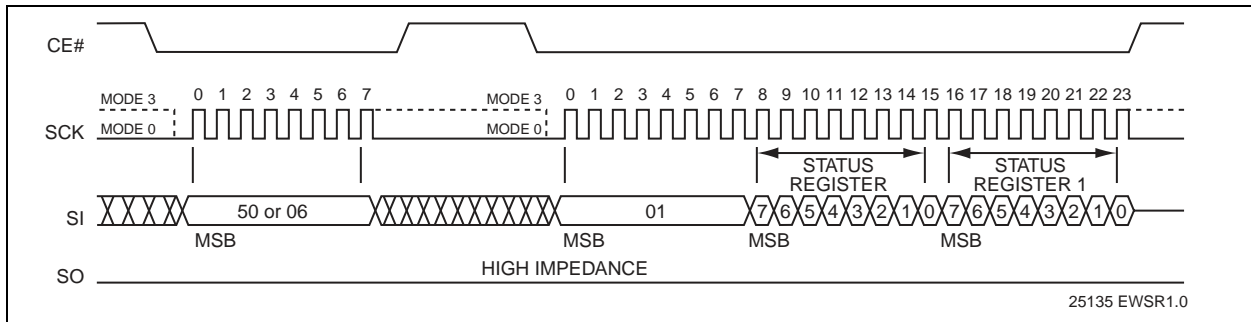 CE#
MODE 3
0 1 2 3 4 5 6 7
MODE 3
0 1 2 3 4 5 6 7 8 9 10 11 12 13 14 15 16 17 18 19 20 21 22 23
SCK
MODE 0
MODE 0
STATUS
REGISTER
STATUS
REGISTER 1
SI
50 or 06
01
7 6 5 4 3 2 1 0 7 6 5 4 3 2 1 0
MSB
MSB
MSB
MSB
HIGH IMPEDANCE
SO
25135 EWSR1.0